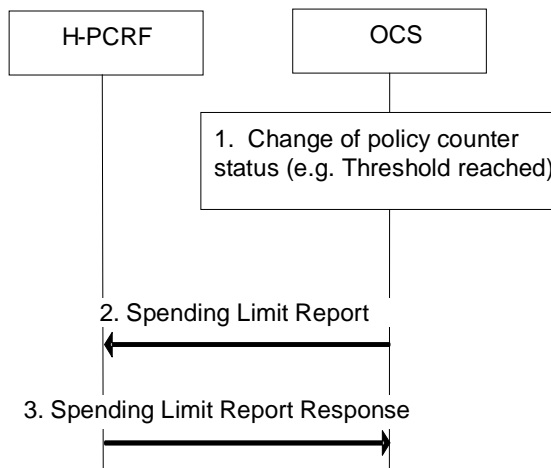 H-PCRF
OCS
1. Change of policy counter
status (e.g. Threshold reached)
2. Spending Limit Report
3. Spending Limit Report Response